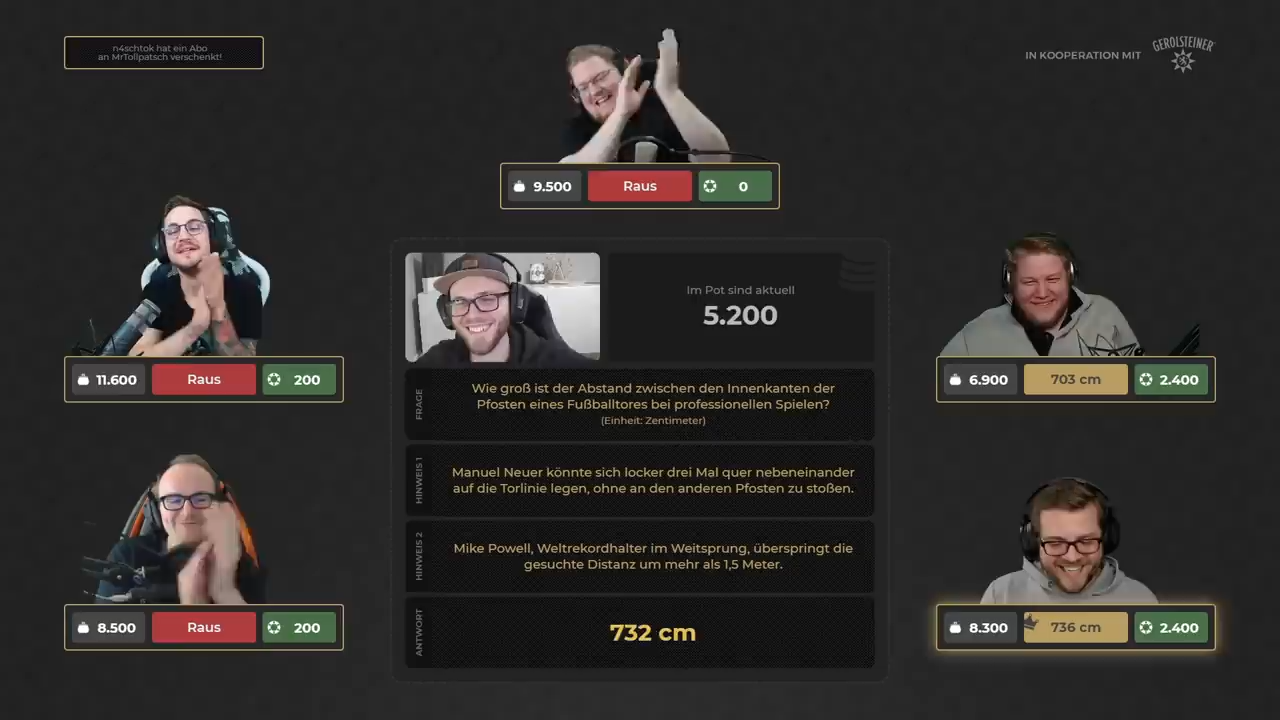 n4schtok hat ein Abo
an MrTollpatsch verschenkt!
IN KOOPERATION MIT
GEROLSTEINER
9.500
Raus
0
11.600
Raus
200
Im Pot sind aktuell
5.200
6.900
703 cm
2.400
FRAGE
Wie groß ist der Abstand zwischen den Innenkanten der
Pfosten eines Fußballtores bei professionellen Spielen?
(Einheit: Zentimeter)
HINWEIS 1
Manuel Neuer könnte sich locker drei Mal quer nebeneinander
auf die Torlinie legen, ohne an den anderen Pfosten zu stoßen.
HINWEIS 2
Mike Powell, Weltrekordhalter im Weitsprung, überspringt die
gesuchte Distanz um mehr als 1,5 Meter.
8.500
Raus
200
ANTWORT
732 cm
8.300
736 cm
2.400